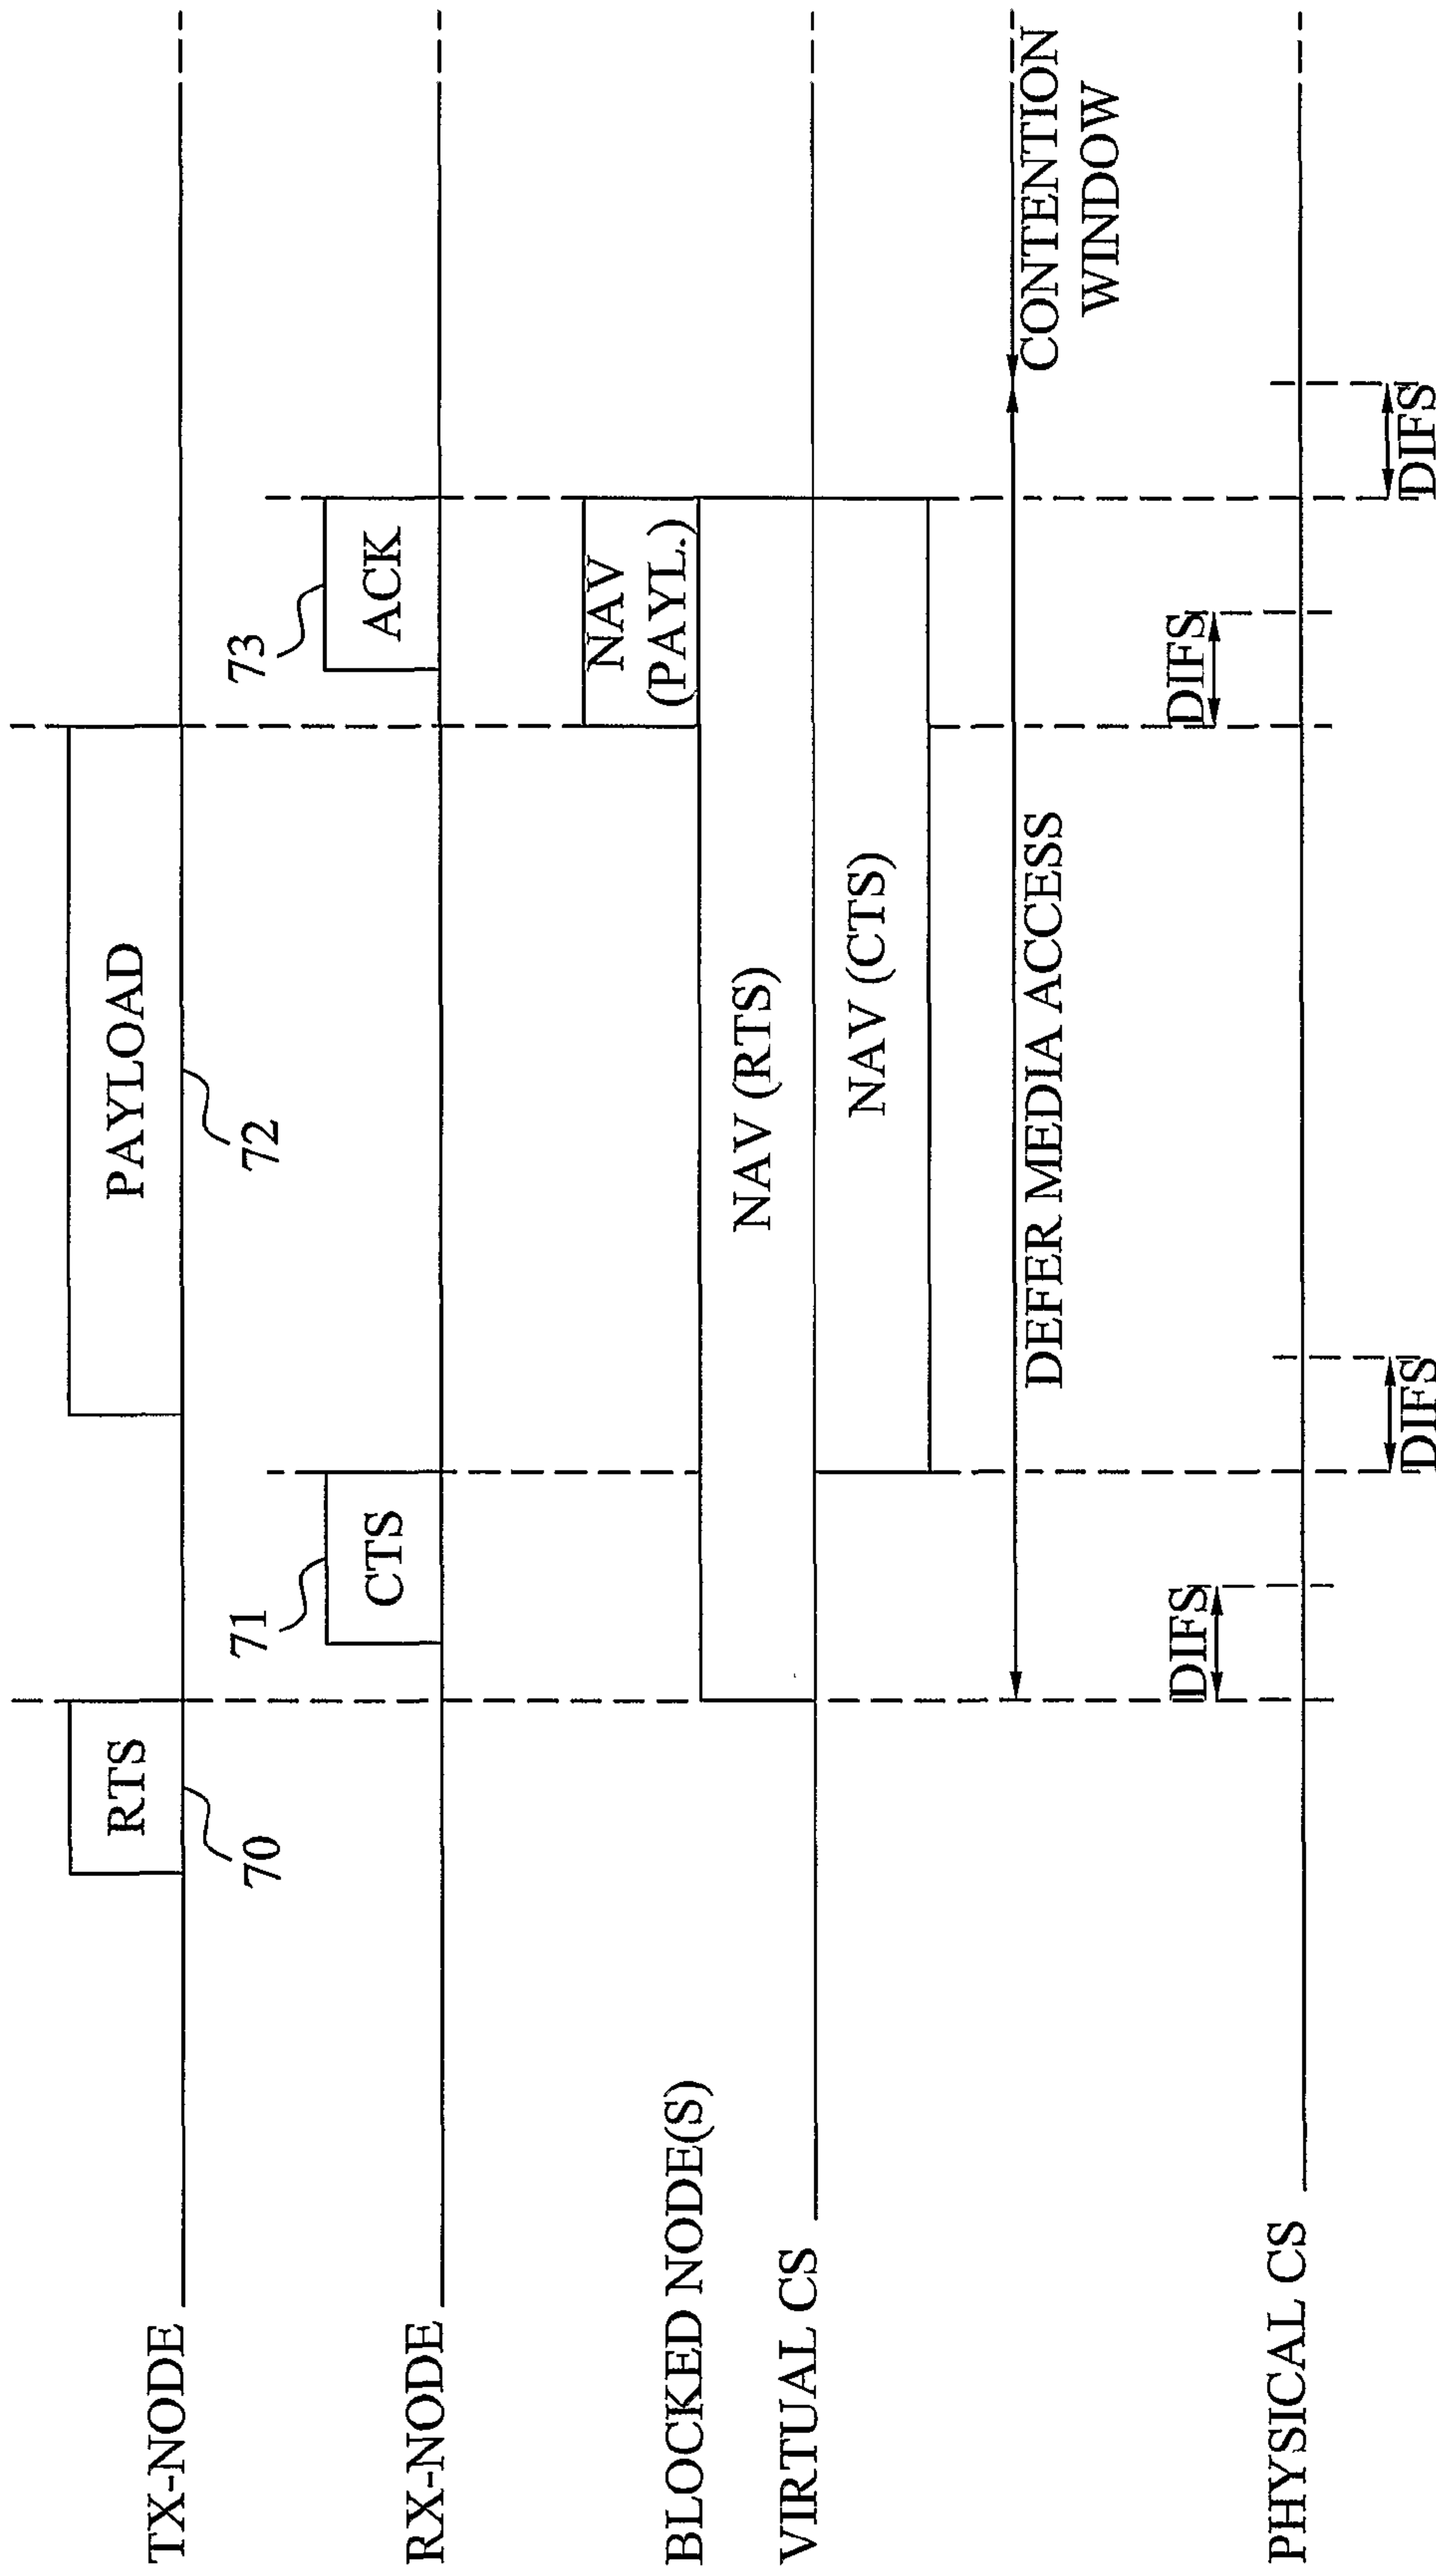 TX-NODE
RTS
70
PAYLOAD
72
RX-NODE
CTS
71
ACK
73
BLOCKED NODE(S)
NAV
(PAYL.)
VIRTUAL CS
NAV (RTS)
NAV (CTS)
DEFER MEDIA ACCESS
CONTENTION
WINDOW
PHYSICAL CS
DIFS
DIFS
DIFS
DIFS